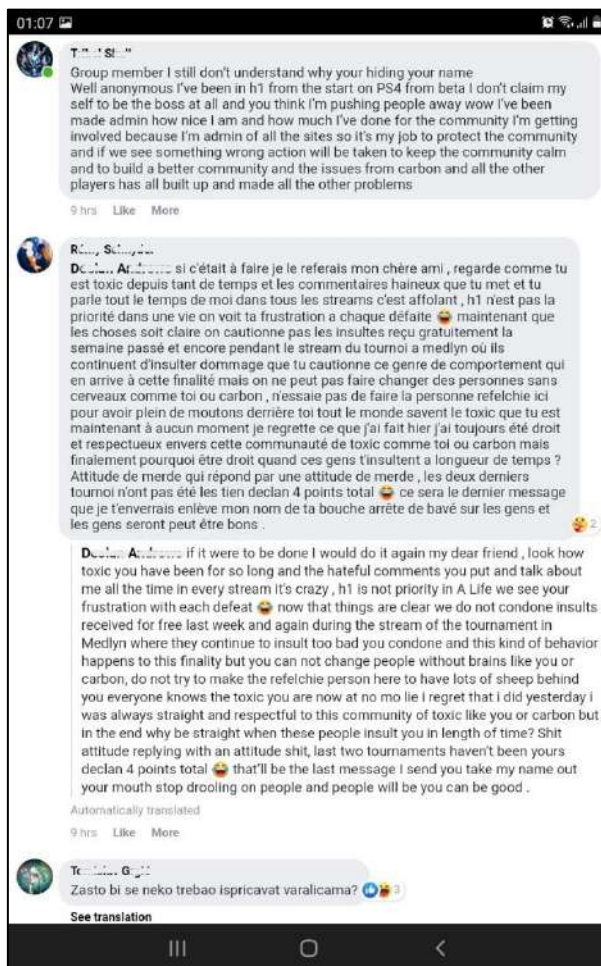 01:07
Group member I still don't understand why your hiding your name
Well anonymous I've been in h1 from the start on PS4 from beta I don't claim my
self to be the boss at all and you think I'm pushing people away wow I've been
made admin how nice I am and how much I've done for the community I'm getting
involved because I'm admin of all the sites so it's my job to protect the community
and if we see something wrong action will be taken to keep the community calm
and to build a better community and the issues from carbon and all the other
players has all built up and made all the other problems
9 hrs Like More
si c'était à faire je le referais mon chère ami , regarde comme tu
est toxic depuis tant de temps et les commentaires haineux que tu met et tu
parle tout le temps de moi dans tous les streams c'est affolant , h1 n'est pas la
priorité dans une vie on voit ta frustration a chaque défaite 😂 maintenant que
les choses soit claire on cautionne pas les insultes reçu gratuitement la
semaine passé et encore pendant le stream du tournoi a medlyn où ils
continuent d'insulter dommage que tu cautionne ce genre de comportement qui
en arrive à cette finalité mais on ne peut pas faire changer des personnes sans
cerveaux comme toi ou carbon , n'essaie pas de faire la personne refelchie ici
pour avoir plein de moutons derrière toi tout le monde savent le toxic que tu est
maintenant à aucun moment je regrette ce que j'ai fait hier j'ai toujours été droit
et respectueux envers cette communauté de toxic comme toi ou carbon mais
finalement pourquoi être droit quand ces gens t'insultent a longueur de temps ?
Attitude de merde qui répond par une attitude de merde , les deux derniers
tournoi n'ont pas été les tien declan 4 points total 😂 ce sera le dernier message
que je t'enverrais enlève mon nom de ta bouche arrête de bavé sur les gens et
les gens seront peut être bons .
2
if it were to be done I would do it again my dear friend , look how
toxic you have been for so long and the hateful comments you put and talk about
me all the time in every stream it's crazy , h1 is not priority in A Life we see your
frustration with each defeat 😂 now that things are clear we do not condone insults
received for free last week and again during the stream of the tournament in
Medlyn where they continue to insult too bad you condone and this kind of behavior
happens to this finality but you can not change people without brains like you or
carbon, do not try to make the refelchie person here to have lots of sheep behind
you everyone knows the toxic you are now at no mo lie i regret that i did yesterday i
was always straight and respectful to this community of toxic like you or carbon but
in the end why be straight when these people insult you in length of time? Shit
attitude replying with an attitude shit, last two tournaments haven't been yours
declan 4 points total 😂 that'll be the last message I send you take my name out
your mouth stop drooling on people and people will be you can be good .
Automatically translated
9 hrs Like More
Zasto bi se neko trebao ispricavat varalicama? 3
See translation